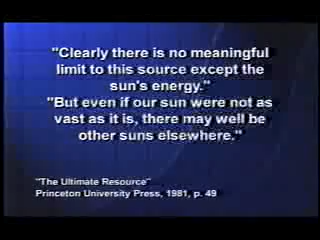 "Clearly there is no meaningful
limit to this source except the
sun's energy."
"But even if our sun were not as
vast as it is, there may well be
other suns elsewhere."
"The Ultimate Resource"
Princeton University Press, 1981, p. 49